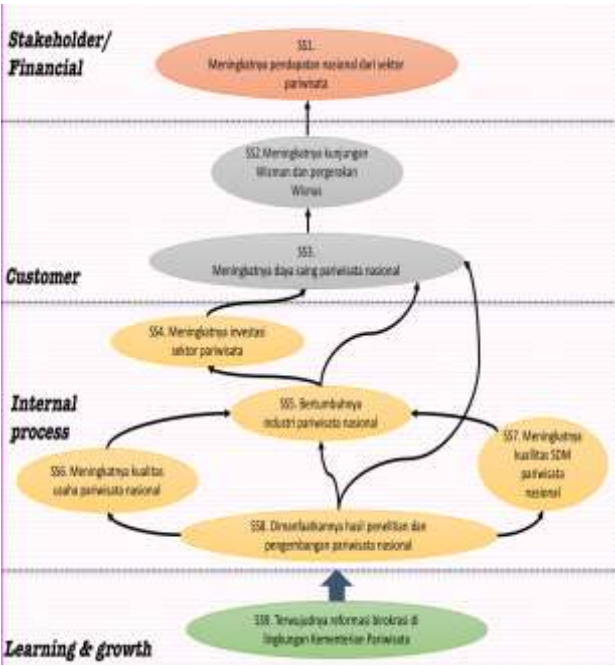 Stakeholder/
Financial
SS1.
Meningkatnya pendapatan nasional dari sektor
pariwisata
SS2.Meningkatnya kunjungan
Wisman dan pergerakan
Wisnus
Customer
SS3.
Meningkatnya daya saing pariwisata nasional
SS4. Meningkatnya investasi
sektor pariwisata
Internal
process
SS5. Bertumbuhnya
industri pariwisata nasional
SS6. Meningkatnya kualitas
usaha pariwisata nasional
SS7. Meningkatnya
kualitas SDM
pariwisata
nasional
SS8. Dimanfaatkannya hasil penelitian dan
pengembangan pariwisata nasional
Learning & growth
SS9. Terwujudnya reformasi birokrasi di
lingkungan Kementerian Pariwisata